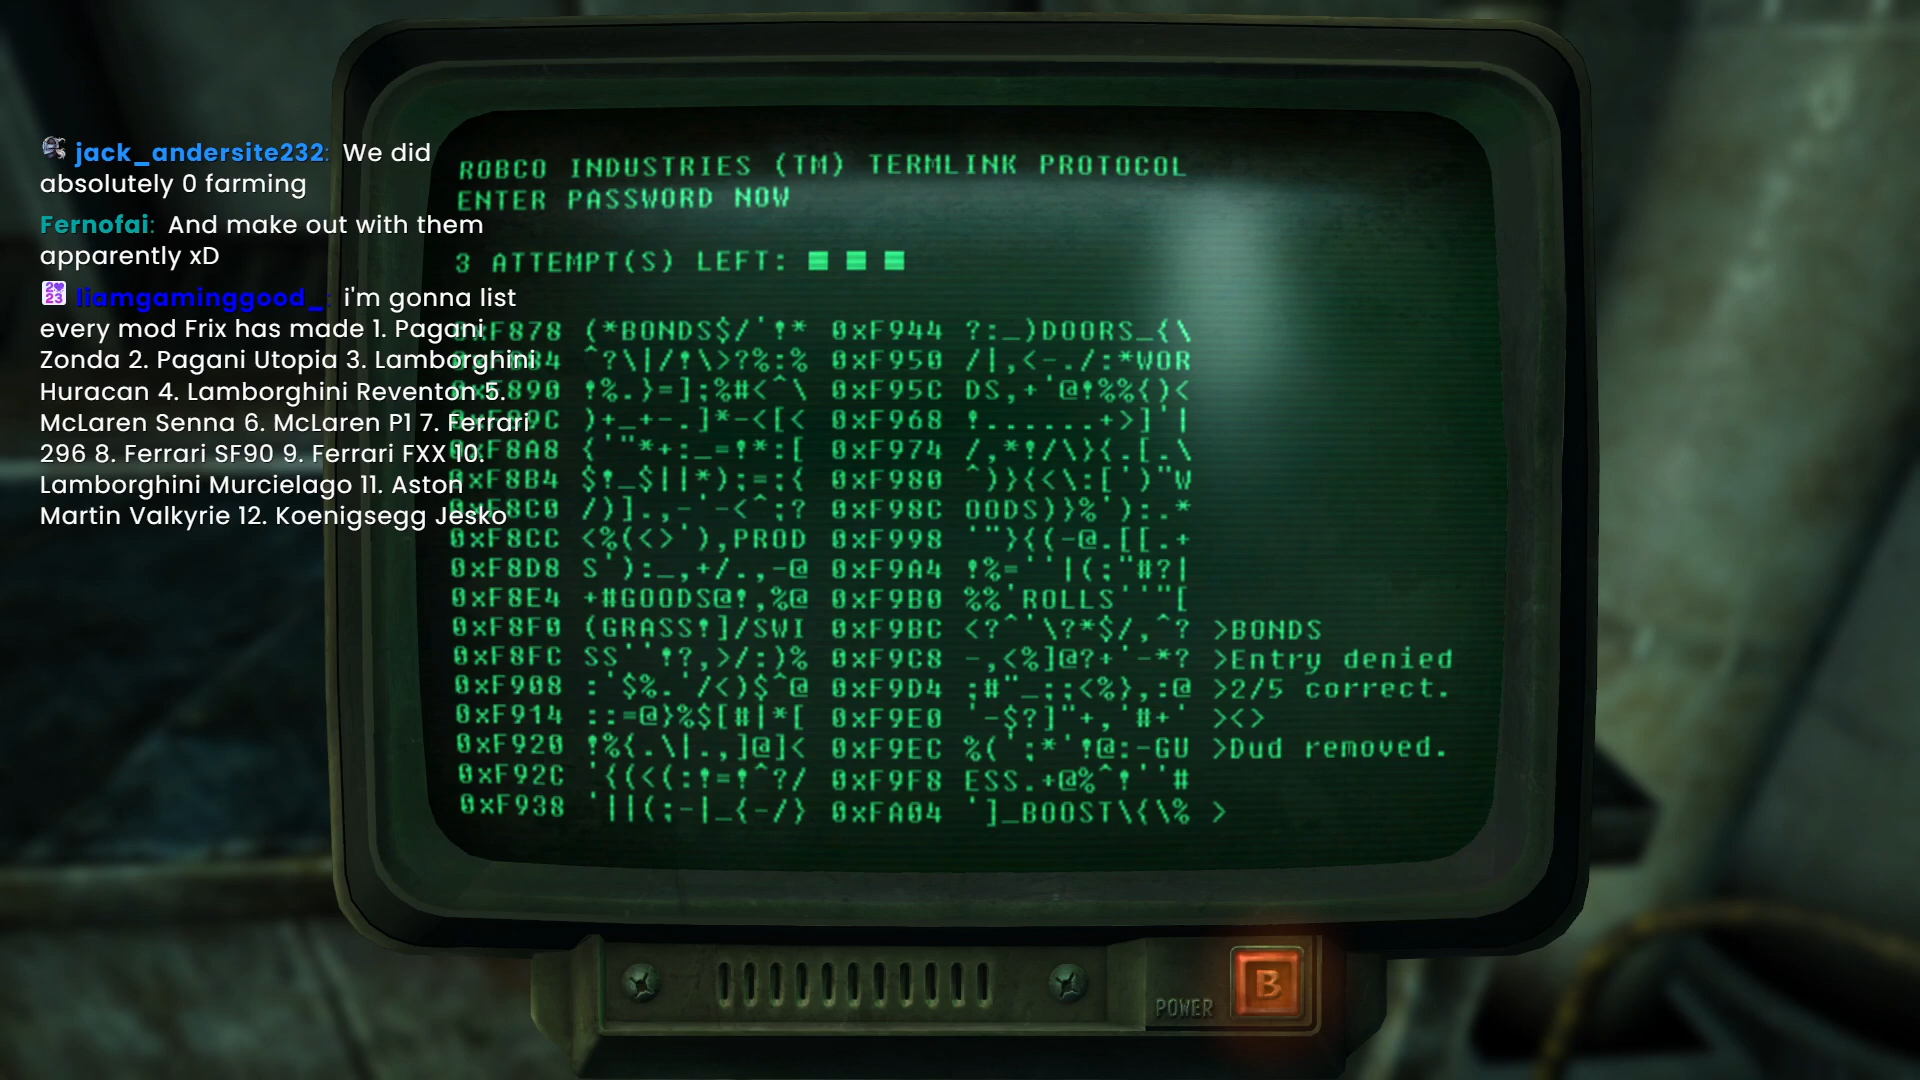 jack_andersite232: We did
absolutely 0 farming
Fernofai: And make out with them
apparently xD
liamgaminggood_: i'm gonna list
every mod Frix has made 1. Pagani
Zonda 2. Pagani Utopia 3. Lamborghini
Huracan 4. Lamborghini Reventon 5.
McLaren Senna 6. McLaren P1 7. Ferrari
296 8. Ferrari SF90 9. Ferrari FXX 10.
Lamborghini Murcielago 11. Aston
Martin Valkyrie 12. Koenigsegg Jesko
ROBCO INDUSTRIES (TM) TERMLINK PROTOCOL
ENTER PASSWORD NOW
3 ATTEMPT(S) LEFT: ■ ■ ■
0xF878 (*BONDS$/'!* 0xF944 ?:_)DOORS_{\
^?\|/!\>?%:% 0xF950 /|,<-./:*WOR
0xF890 !%.}=];%#<^\ 0xF95C DS,+'@!%%{)<
0xF89C )+_+-.]*-<[< 0xF968 !......+>]'|
0xF8A8 {'"*+:_=!*:[ 0xF974 /,*!/\}{.[.\
0xF8B4 $!_$||*);=;{ 0xF980 ^)}{<\:[')"W
0xF8C0 /)].,-'-<^;? 0xF98C OODS)}%'):.*
0xF8CC <%(<>'),PROD 0xF998 '"}{(-@.[[.+
0xF8D8 S'):_,+/.,-@ 0xF9A4 !%=''|(;"#?|
0xF8E4 +#GOODS@!,%@ 0xF9B0 %%'ROLLS''"[
0xF8F0 (GRASS!]/SWI 0xF9BC <?^'\?*$/,^? >BONDS
0xF8FC SS''!?,>/:)% 0xF9C8 -,<%]@?+'-*? >Entry denied
0xF908 :'$%.'/<)$^@ 0xF9D4 ;#"_;;<%},:@ >2/5 correct.
0xF914 ::=@}%$[#|*[ 0xF9E0 '-$?]"+,'#+' ><>
0xF920 !%{.\|.,]@]< 0xF9EC %(';*'!@:-GU >Dud removed.
0xF92C '{(<(:!=!^?/ 0xF9F8 ESS.+@%^!''#
0xF938 '||(;-|_{-/} 0xFA04 ']_BOOST\{\% >
POWER
B